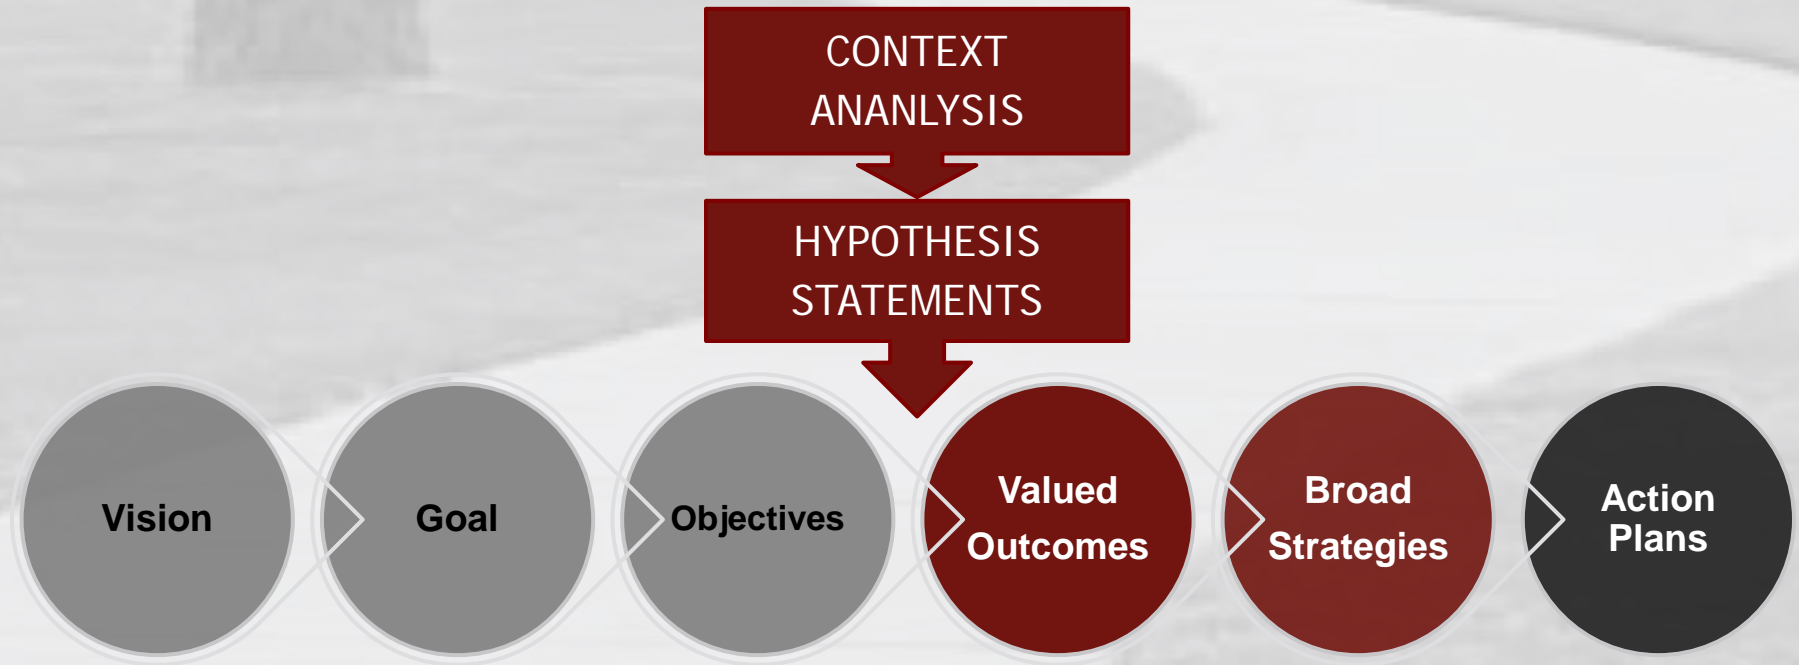 CONTEXT
ANANLYSIS
HYPOTHESIS
STATEMENTS
Vision
Goal
Objectives
Valued
Outcomes
Broad
Strategies
Action
Plans